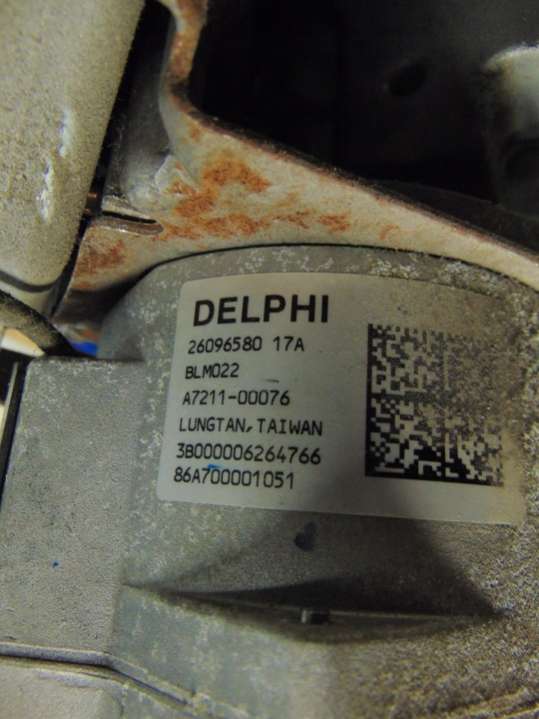 DELPHI
26096580 17A
BLM022
A7211-00076
LUNGTAN, TAIWAN
3B000006264766
86A700001051